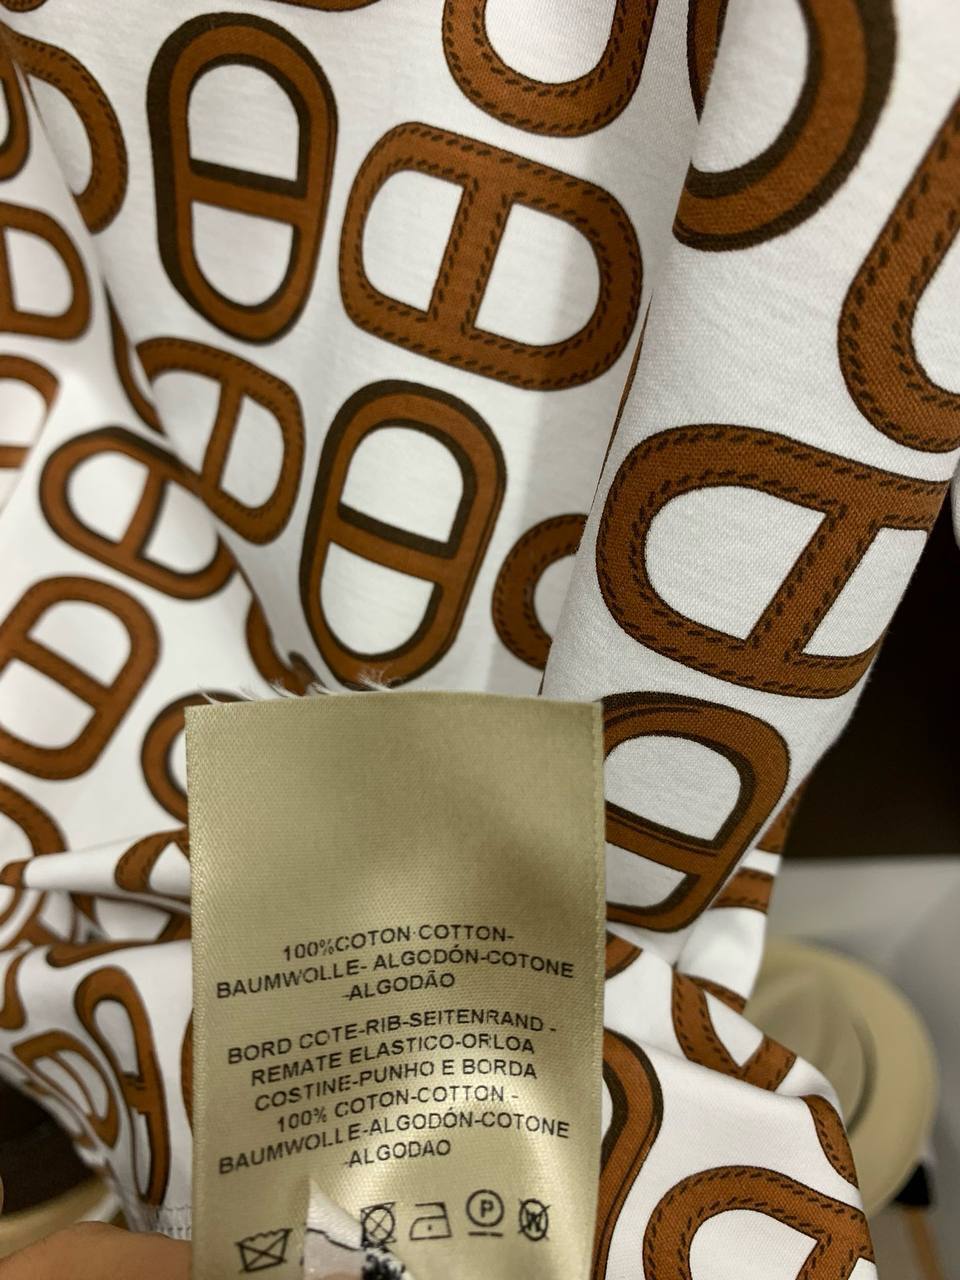 100%COTON COTTON-
BAUMWOLLE- ALGODÓN-COTONE
-ALGODÃO
BORD COTE-RIB-SEITENRAND -
REMATE ELASTICO-ORLOA
COSTINE-PUNHO E BORDA
100% COTON-COTTON -
BAUMWOLLE-ALGODÓN-COTONE
-ALGODAO
P W